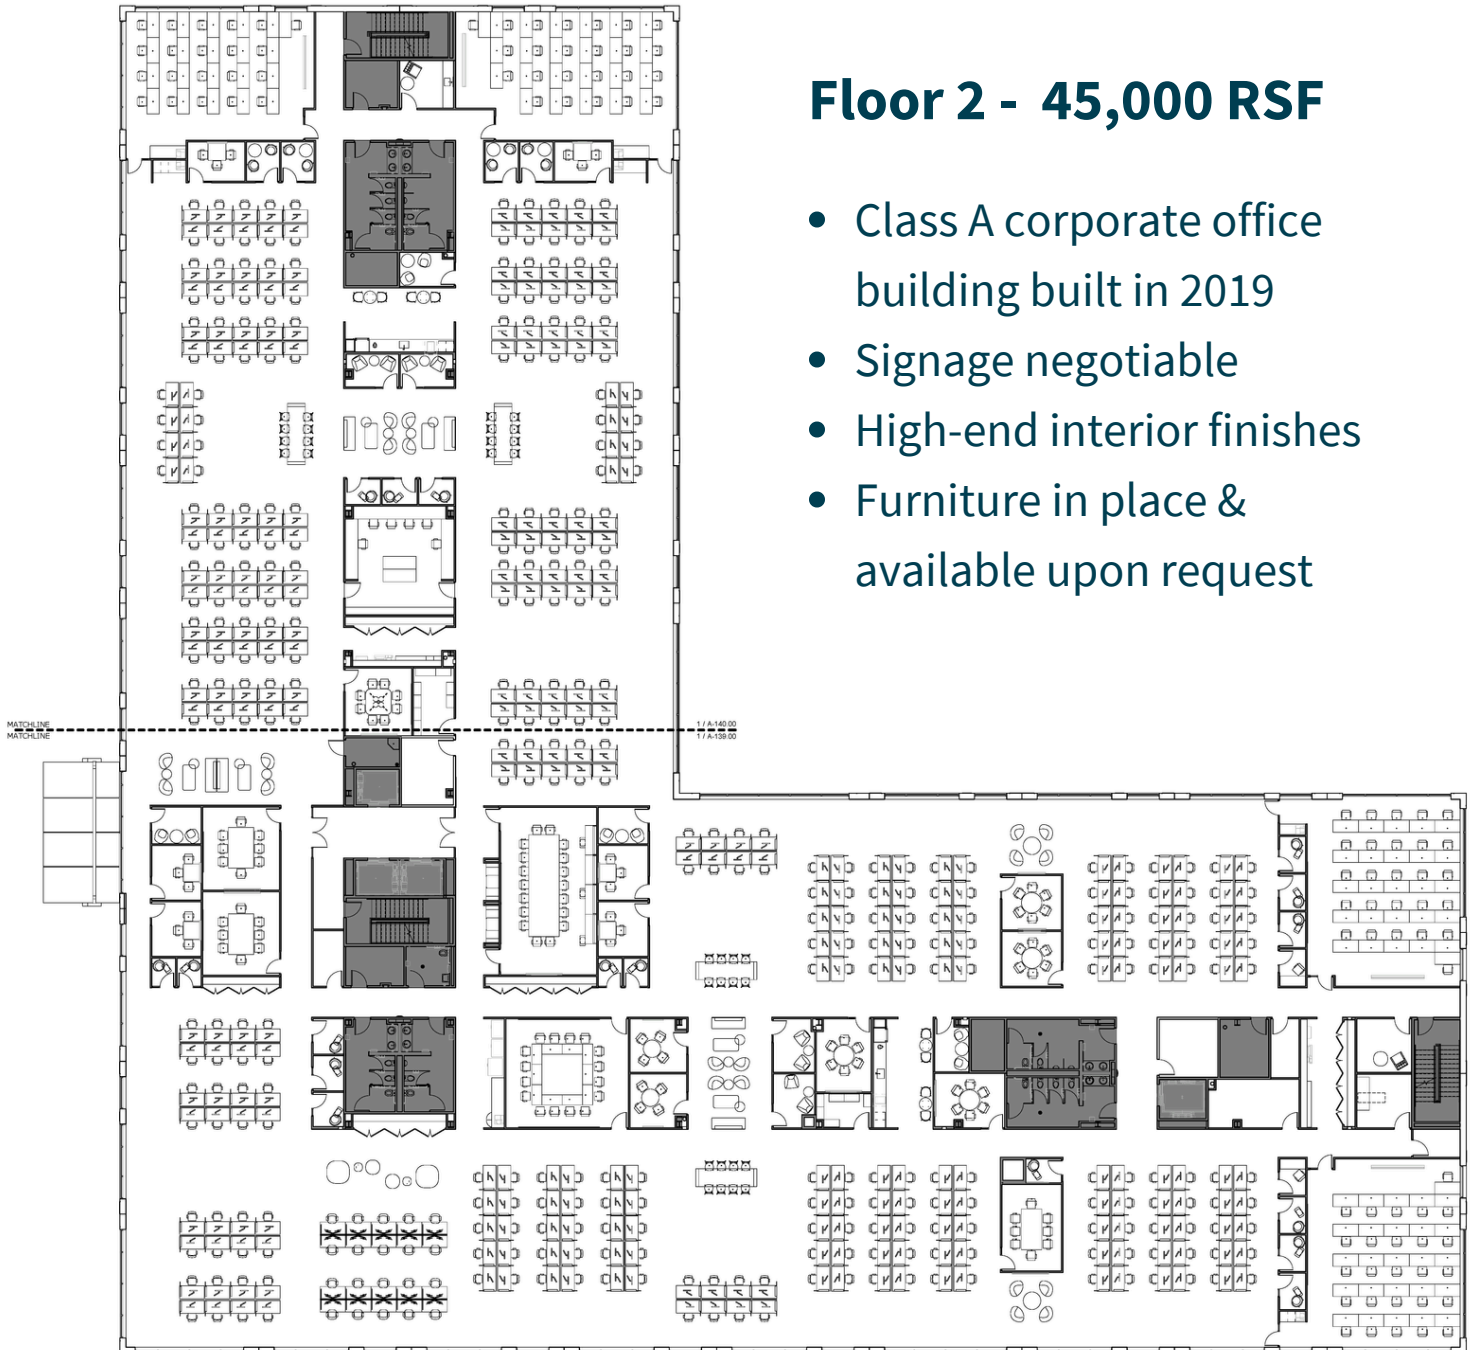 Floor 2 - 45,000 RSF
• Class A corporate office
building built in 2019
• Signage negotiable
• High-end interior finishes
• Furniture in place &
available upon request
MATCHLINE
MATCHLINE
1 / A-140.00
1 / A-139.00